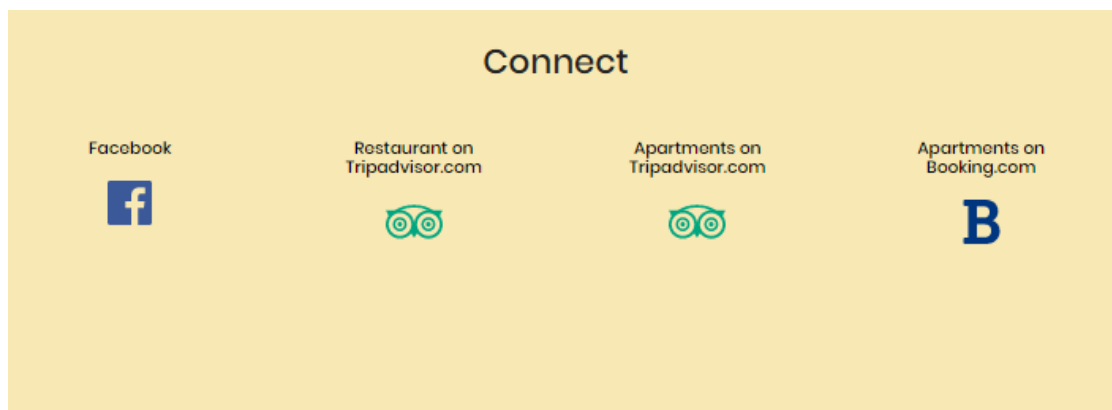 Connect
Facebook
Restaurant on
Tripadvisor.com
Apartments on
Tripadvisor.com
Apartments on
Booking.com
B